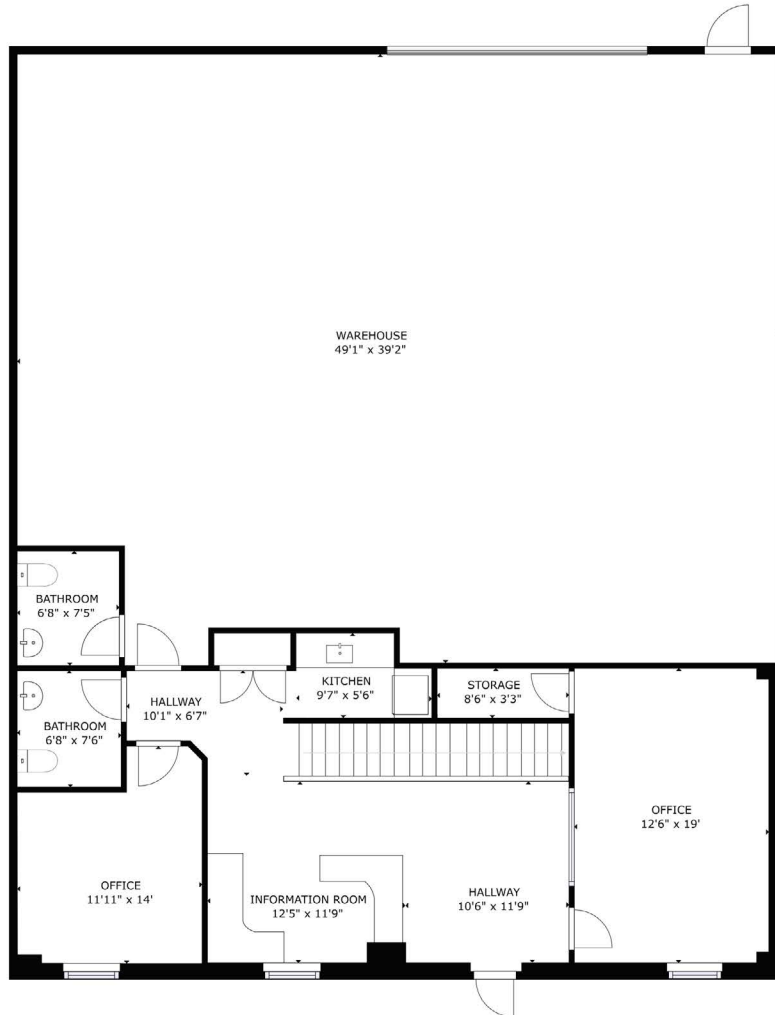 WAREHOUSE
49'1" x 39'2"
BATHROOM
6'8" x 7'5"
HALLWAY
10'1" x 6'7"
KITCHEN
9'7" x 5'6"
STORAGE
8'6" x 3'3"
BATHROOM
6'8" x 7'6"
OFFICE
12'6" x 19'
OFFICE
11'11" x 14'
INFORMATION ROOM
12'5" x 11'9"
HALLWAY
10'6" x 11'9"